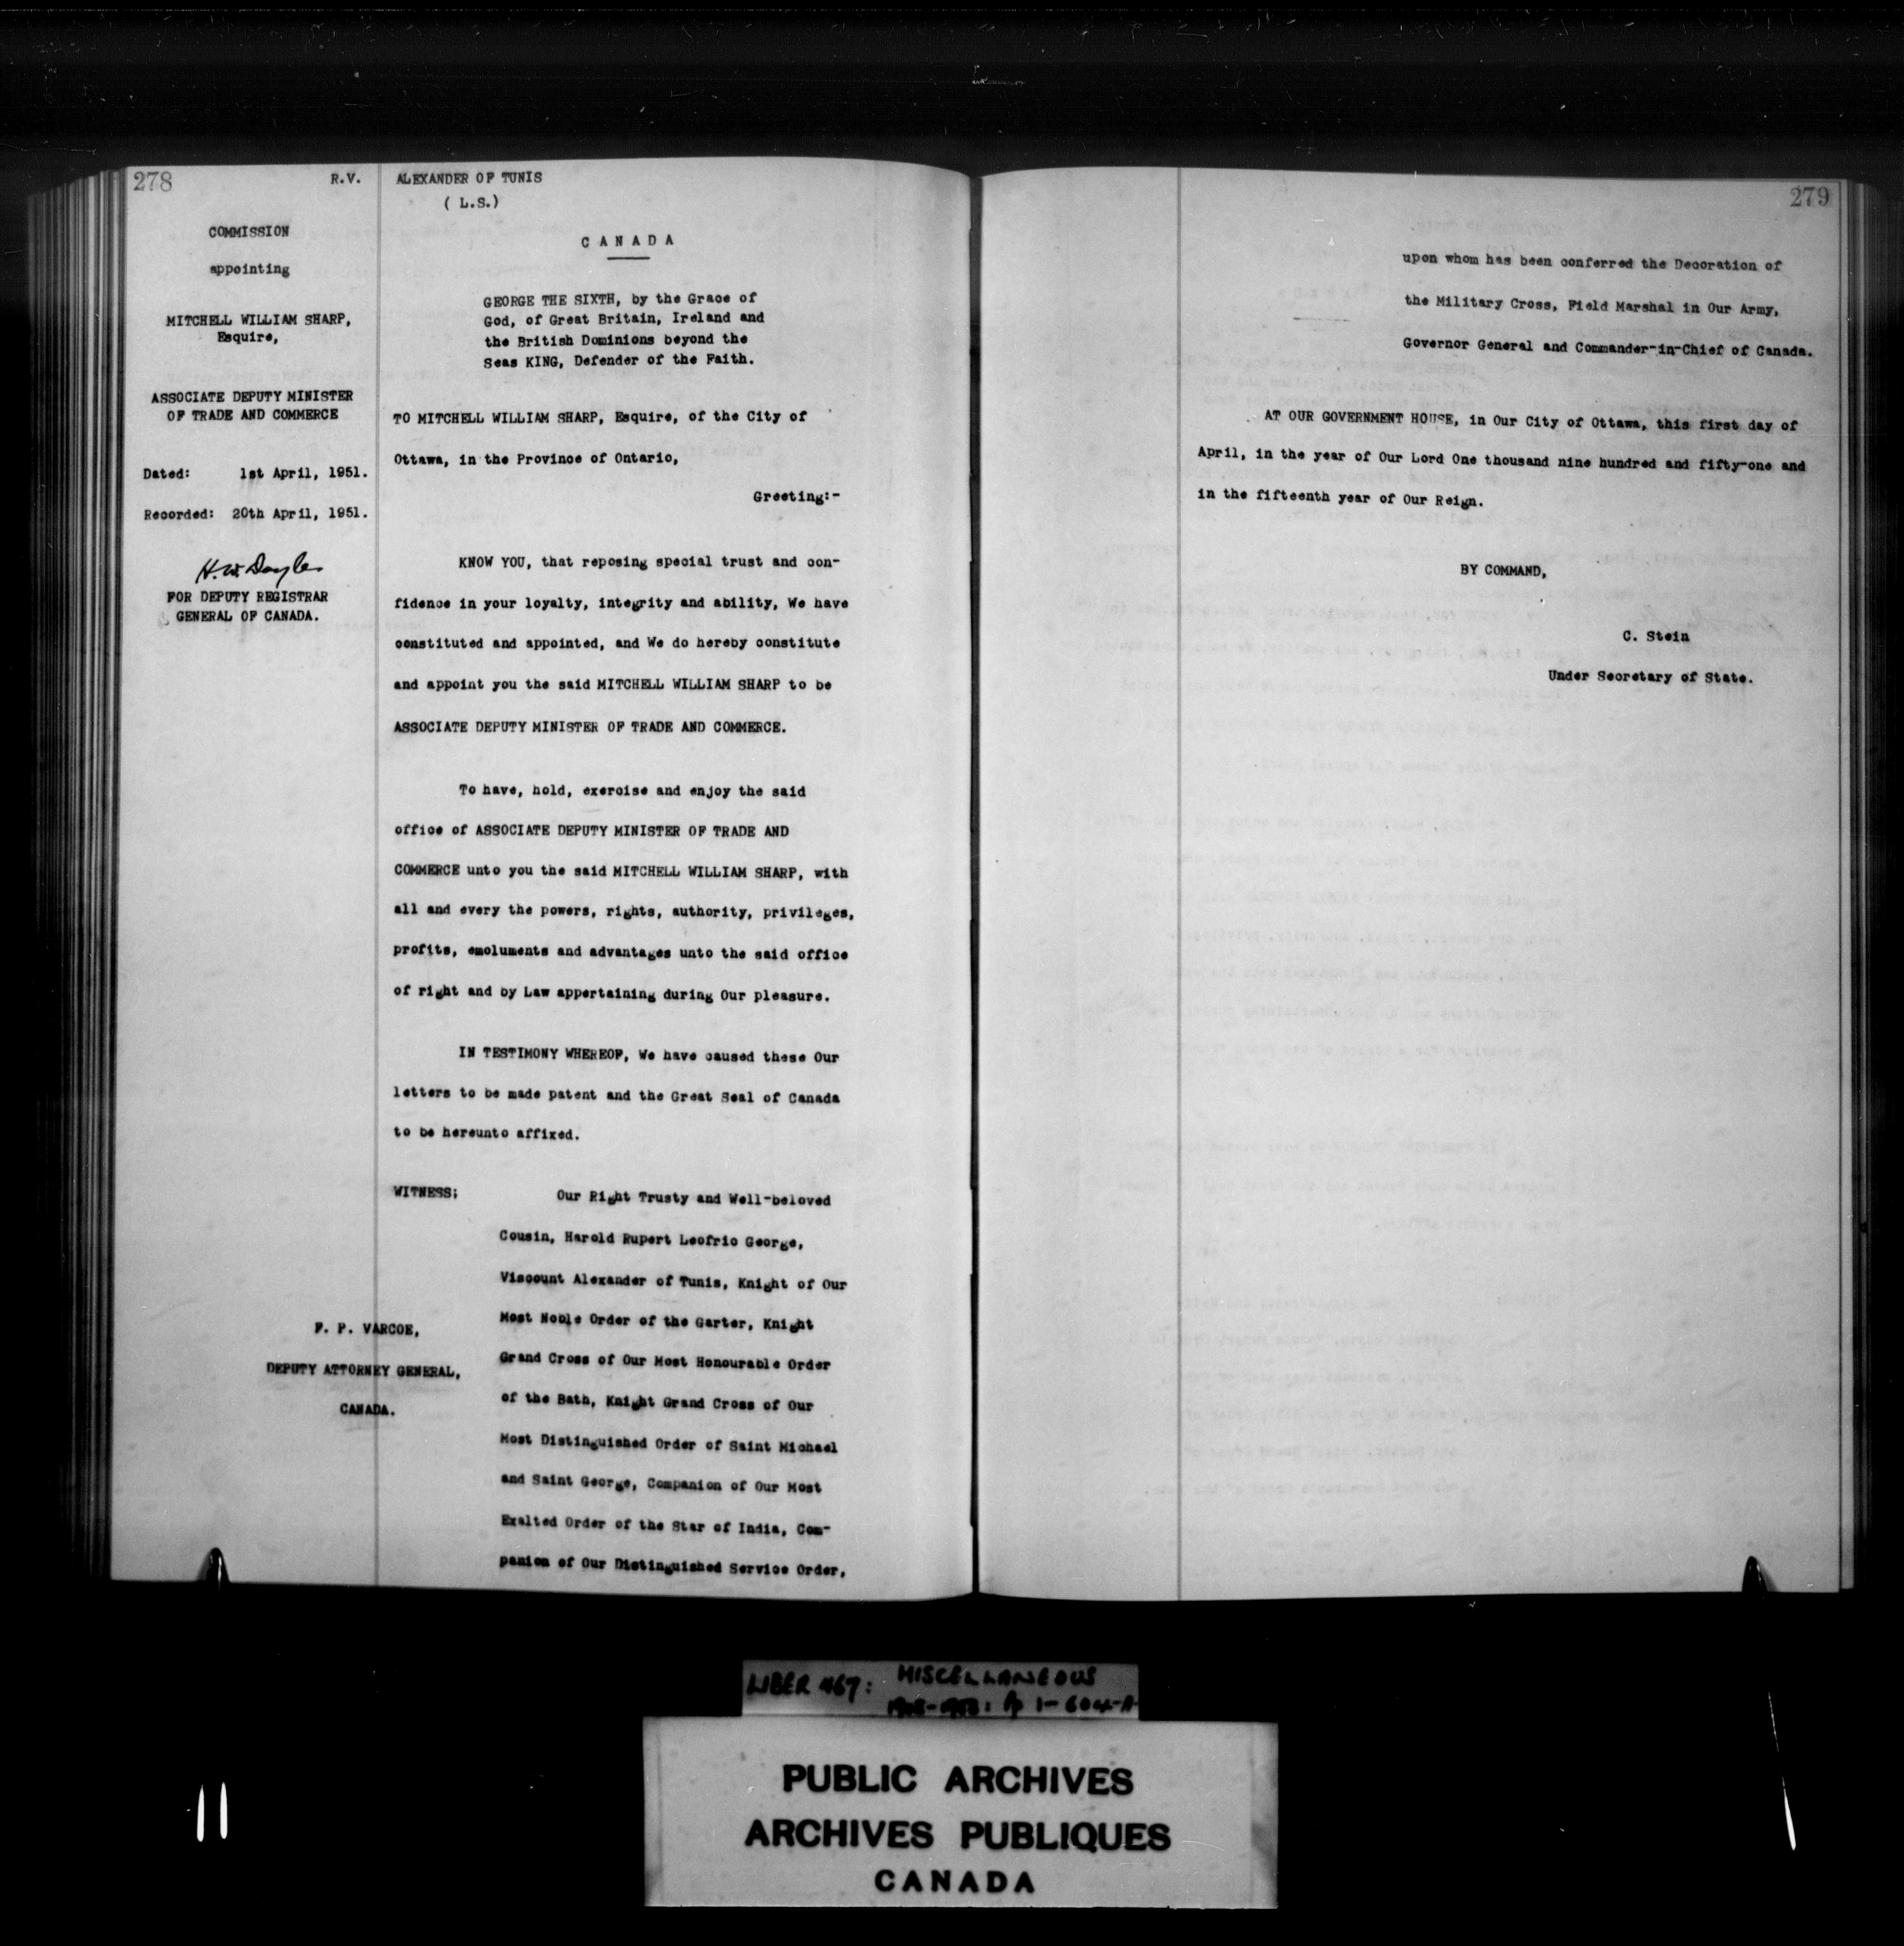 278
R.V.
COMMISSION
appointing
MITCHELL WILLIAM SHARP,
Esquire,
ASSOCIATE DEPUTY MINISTER
OF TRADE AND COMMERCE
Dated: 1st April, 1951.
Recorded: 20th April, 1951.
FOR DEPUTY REGISTRAR
GENERAL OF CANADA.
ALEXANDER OF TUNIS
( L.S.)
CANADA
GEORGE THE SIXTH, by the Grace of
God, of Great Britain, Ireland and
the British Dominions beyond the
Seas KING, Defender of the Faith.
TO MITCHELL WILLIAM SHARP, Esquire, of the City of
Ottawa, in the Province of Ontario,
Greeting:-
KNOW YOU, that reposing special trust and con-
fidence in your loyalty, integrity and ability, We have
constituted and appointed, and We do hereby constitute
and appoint you the said MITCHELL WILLIAM SHARP to be
ASSOCIATE DEPUTY MINISTER OF TRADE AND COMMERCE.
To have, hold, exercise and enjoy the said
office of ASSOCIATE DEPUTY MINISTER OF TRADE AND
COMMERCE unto you the said MITCHELL WILLIAM SHARP, with
all and every the powers, rights, authority, privileges,
profits, emoluments and advantages unto the said office
of right and by Law appertaining during Our pleasure.
IN TESTIMONY WHEREOF, We have caused these Our
letters to be made patent and the Great Seal of Canada
to be hereunto affixed.
WITNESS; Our Right Trusty and Well-beloved
Cousin, Harold Rupert Leofric George,
Viscount Alexander of Tunis, Knight of Our
Most Noble Order of the Garter, Knight
Grand Cross of Our Most Honourable Order
of the Bath, Knight Grand Cross of Our
Most Distinguished Order of Saint Michael
and Saint George, Companion of Our Most
Exalted Order of the Star of India, Com-
panion of Our Distinguished Service Order,
F. P. VARCOE,
DEPUTY ATTORNEY GENERAL,
CANADA.
279
upon whom has been conferred the Decoration of
the Military Cross, Field Marshal in Our Army,
Governor General and Commander-in-Chief of Canada.
AT OUR GOVERNMENT HOUSE, in Our City of Ottawa, this first day of
April, in the year of Our Lord One thousand nine hundred and fifty-one and
in the fifteenth year of Our Reign.
BY COMMAND,
C. Stein
Under Secretary of State.
LIBER 467: MISCELLANEOUS
1-604-A
PUBLIC ARCHIVES
ARCHIVES PUBLIQUES
CANADA